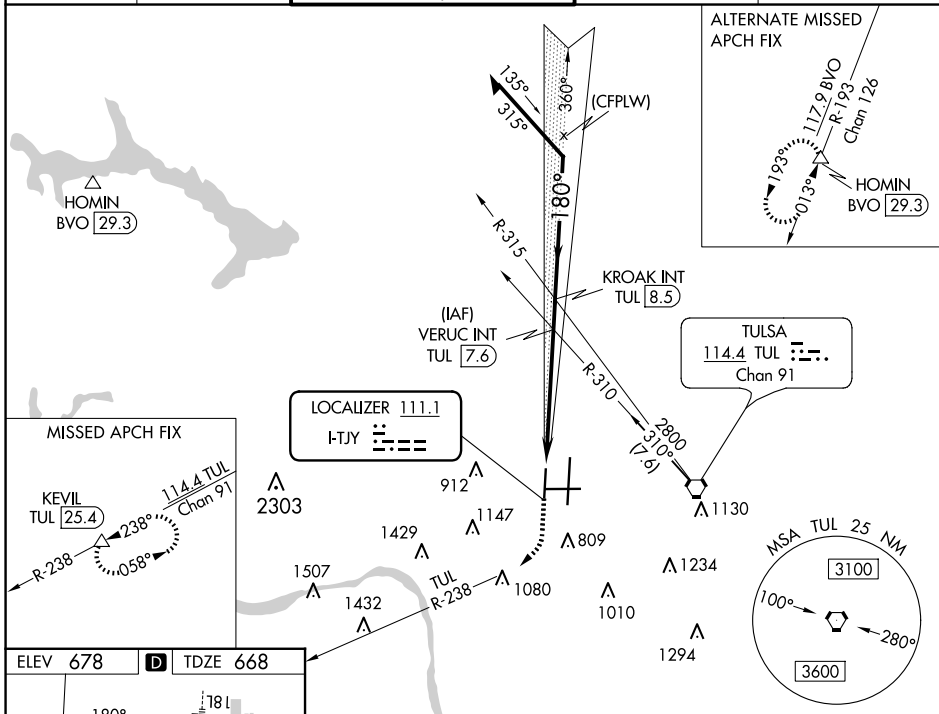 ALTERNATE MISSED
APCH FIX
117.9 BVO
R-193
Chan 126
193°
013°
HOMIN
BVO 29.3
135°
315°
360°
(CFPLW)
180°
HOMIN
BVO 29.3
R-315
KROAK INT
TUL 8.5
(IAF)
VERUC INT
TUL 7.6
R-310
2800
310°
(7.6)
TULSA
114.4 TUL
Chan 91
LOCALIZER 111.1
I-TJY
MISSED APCH FIX
KEVIL
TUL 25.4
114.4 TUL
Chan 91
238°
058°
R-238
2303
912
1147
1429
1507
1432
1080
809
1010
1130
1234
1294
TUL
R-238
MSA TUL 25 NM
3100
100°
280°
3600
ELEV 678
D
TDZE 668
180°
18L